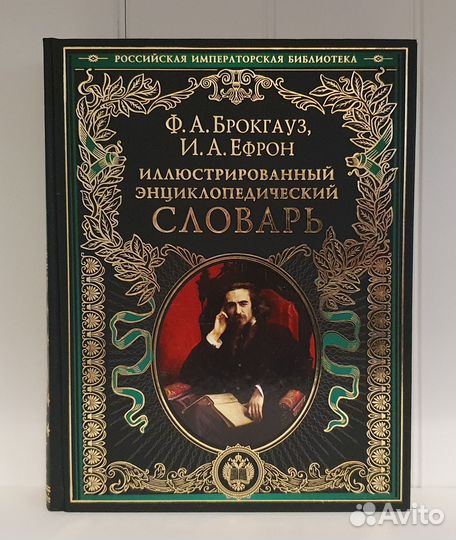 РОССИЙСКАЯ ИМПЕРАТОРСКАЯ БИБЛИОТЕКА
Ф. А. БРОКГАУЗ,
И. А. ЕФРОН
ИЛЛЮСТРИРОВАННЫЙ
ЭНЦИКЛОПЕДИЧЕСКИЙ
СЛОВАРЬ
Avito